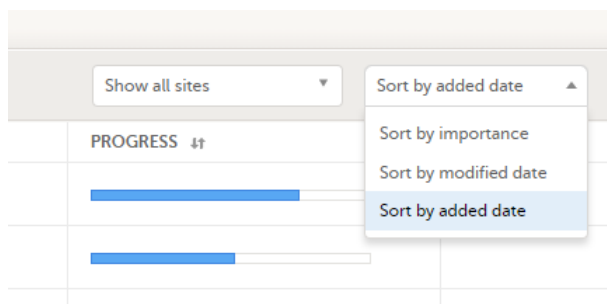 Show all sites
Sort by added date
PROGRESS
Sort by importance
Sort by modified date
Sort by added date